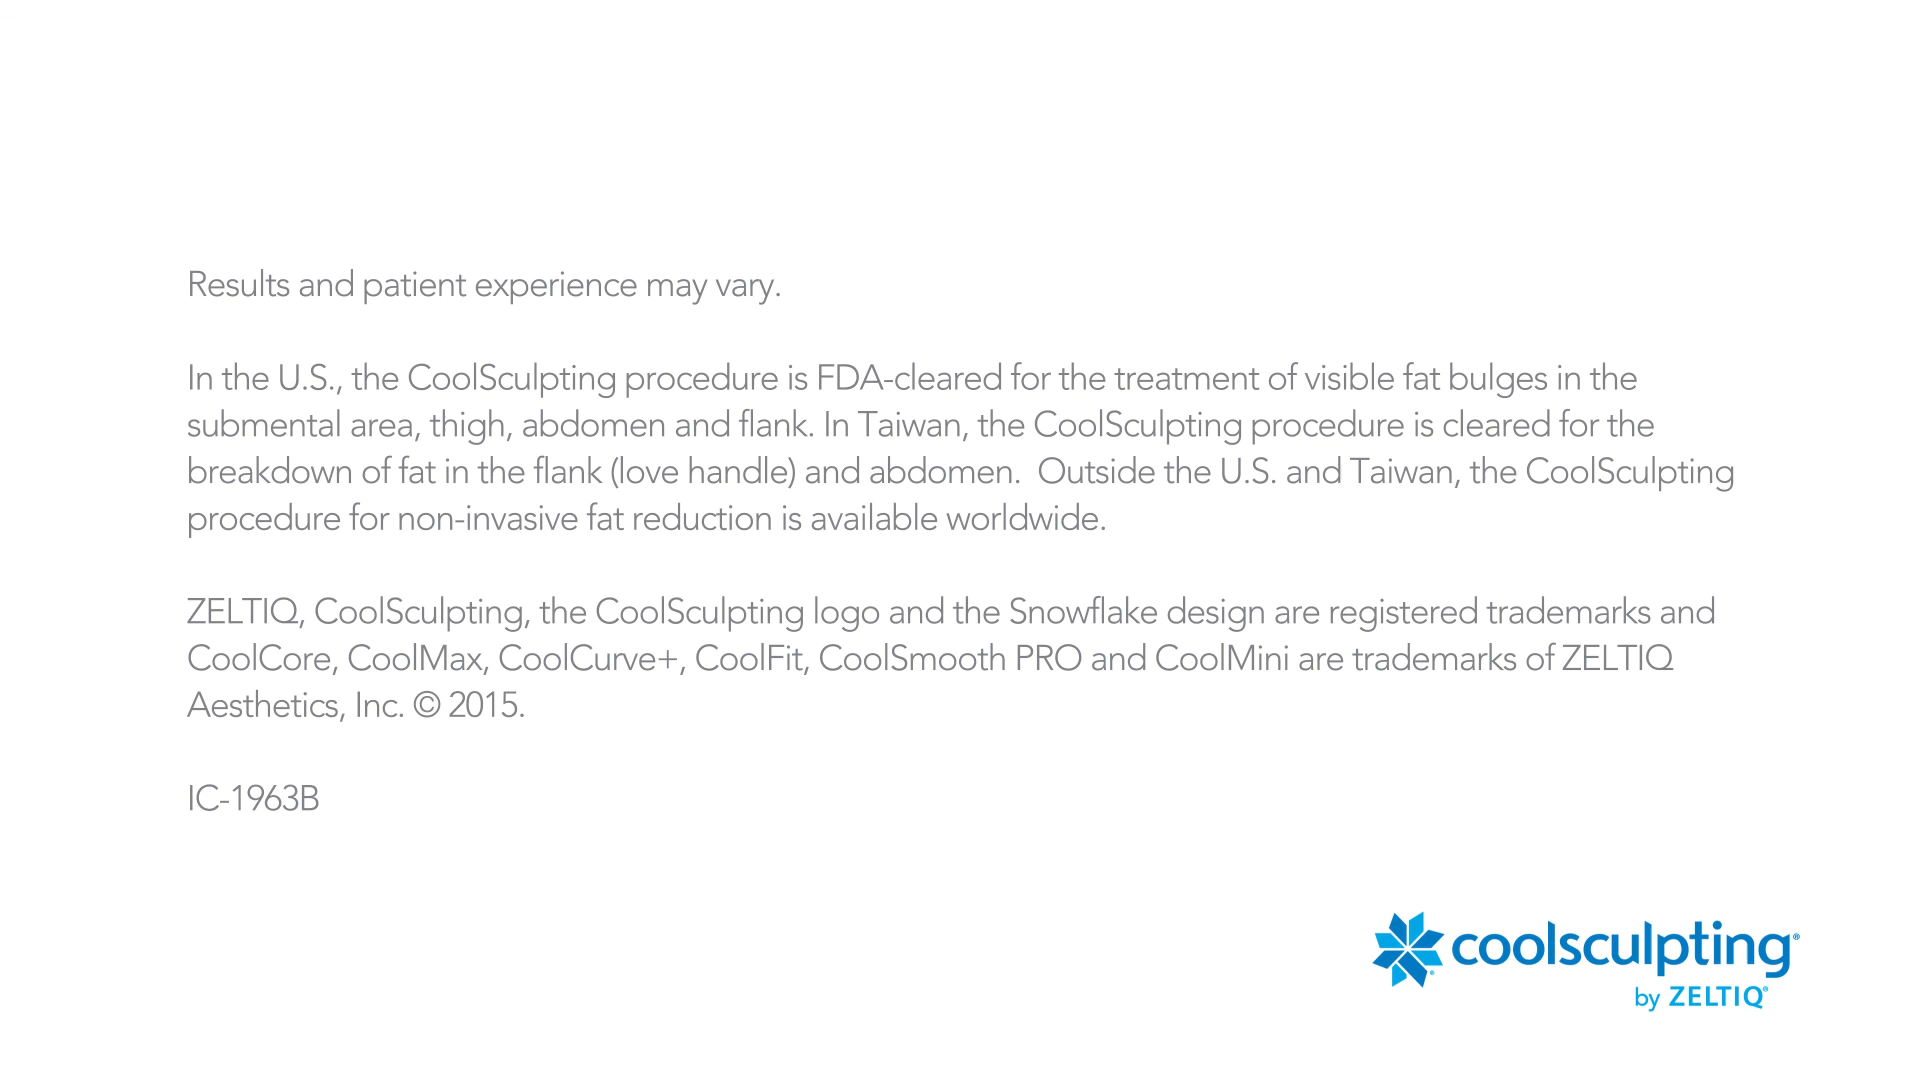 Results and patient experience may vary.
In the U.S., the CoolSculpting procedure is FDA-cleared for the treatment of visible fat bulges in the
submental area, thigh, abdomen and flank. In Taiwan, the CoolSculpting procedure is cleared for the
breakdown of fat in the flank (love handle) and abdomen.  Outside the U.S. and Taiwan, the CoolSculpting
procedure for non-invasive fat reduction is available worldwide.
ZELTIQ, CoolSculpting, the CoolSculpting logo and the Snowflake design are registered trademarks and
CoolCore, CoolMax, CoolCurve+, CoolFit, CoolSmooth PRO and CoolMini are trademarks of ZELTIQ
Aesthetics, Inc. © 2015.
IC-1963B
coolsculpting®
by ZELTIQ®